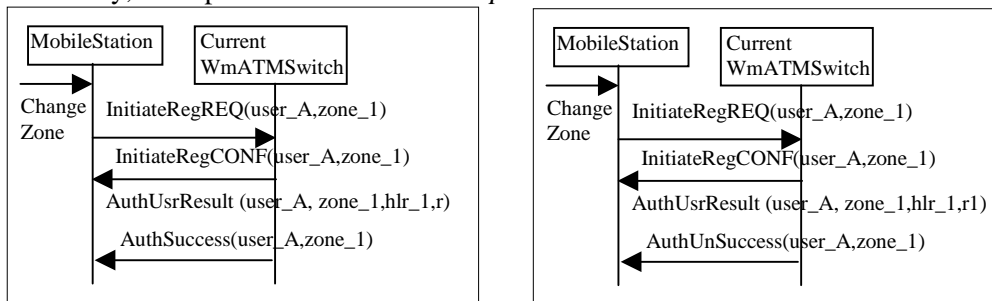 MobileStation
Current
WmATMSwitch
Change
Zone
InitiateRegREQ(user_A,zone_1)
InitiateRegCONF(user_A,zone_1)
AuthUsrResult (user_A, zone_1,hlr_1,r)
AuthSuccess(user_A,zone_1)
MobileStation
Current
WmATMSwitch
Change
Zone
InitiateRegREQ(user_A,zone_1)
InitiateRegCONF(user_A,zone_1)
AuthUsrResult (user_A, zone_1,hlr_1,r1)
AuthUnSuccess(user_A,zone_1)